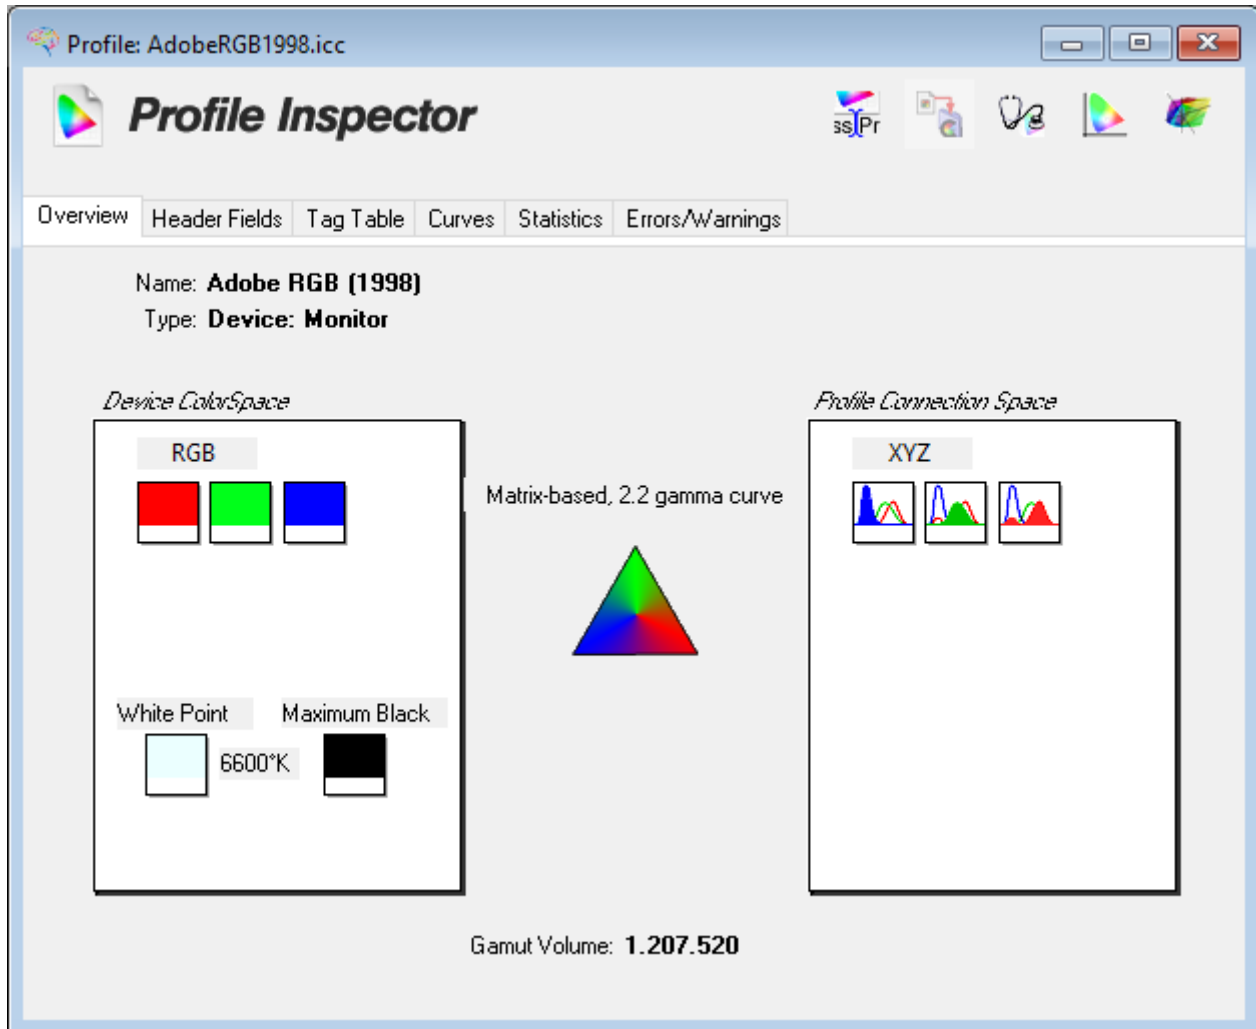 Profile: AdobeRGB1998.icc
Profile Inspector
ss Pr
Overview Header Fields Tag Table Curves Statistics Errors/Warnings
Name: Adobe RGB (1998)
Type: Device: Monitor
Device ColorSpace
Profile Connection Space
RGB
XYZ
Matrix-based, 2.2 gamma curve
White Point Maximum Black
6600°K
Gamut Volume: 1.207.520